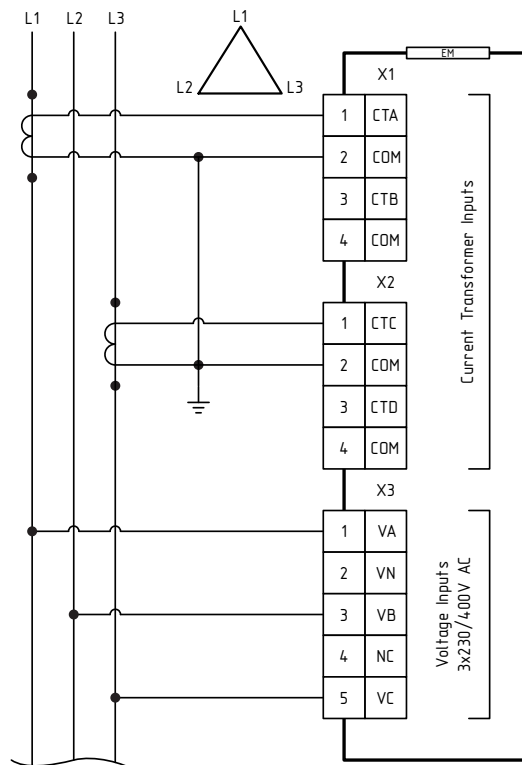 L1 L2 L3
L1
L2 L3
EM
X1
1 CTA
2 COM
3 CTB
4 COM
X2
1 CTC
2 COM
3 CTD
4 COM
Current Transformer Inputs
X3
1 VA
2 VN
3 VB
4 NC
5 VC
Voltage Inputs
3x230/400V AC